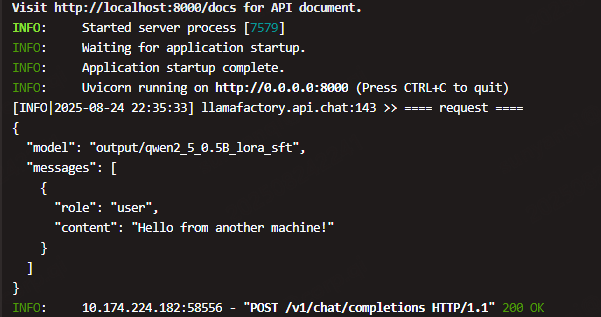 Visit http://localhost:8000/docs for API document.
INFO:     Started server process [7579]
INFO:     Waiting for application startup.
INFO:     Application startup complete.
INFO:     Uvicorn running on http://0.0.0.0:8000 (Press CTRL+C to quit)
[INFO|2025-08-24 22:35:33] llamafactory.api.chat:143 >> ==== request ====
{
  "model": "output/qwen2_5_0.5B_lora_sft",
  "messages": [
    {
      "role": "user",
      "content": "Hello from another machine!"
    }
  ]
}
INFO:     10.174.224.182:58556 - "POST /v1/chat/completions HTTP/1.1" 200 OK